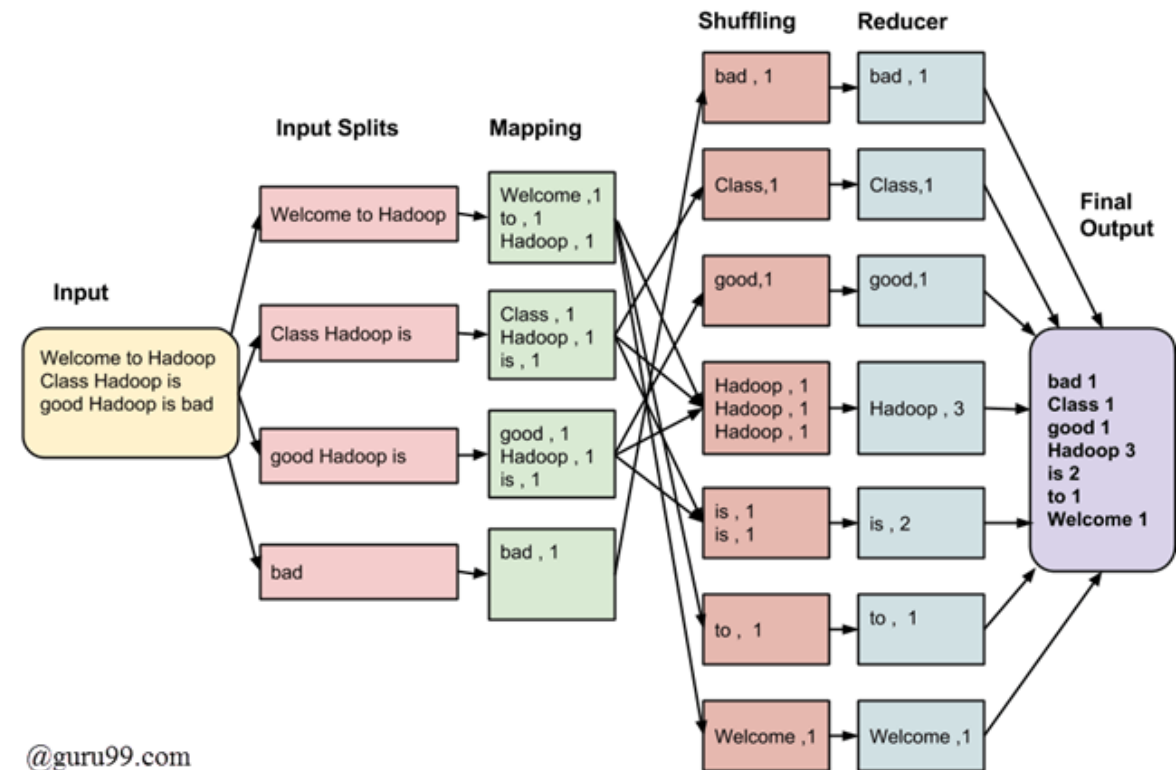 Input
Welcome to Hadoop
Class Hadoop is
good Hadoop is bad
Input Splits
Welcome to Hadoop
Class Hadoop is
good Hadoop is
bad
Mapping
Welcome ,1
to , 1
Hadoop , 1
Class , 1
Hadoop , 1
is , 1
good , 1
Hadoop , 1
is , 1
bad , 1
Shuffling
bad , 1
Class,1
good,1
Hadoop , 1
Hadoop , 1
Hadoop , 1
is , 1
is , 1
to , 1
Welcome ,1
Reducer
bad , 1
Class,1
good,1
Hadoop , 3
is , 2
to , 1
Welcome ,1
Final
Output
bad 1
Class 1
good 1
Hadoop 3
is 2
to 1
Welcome 1
@guru99.com